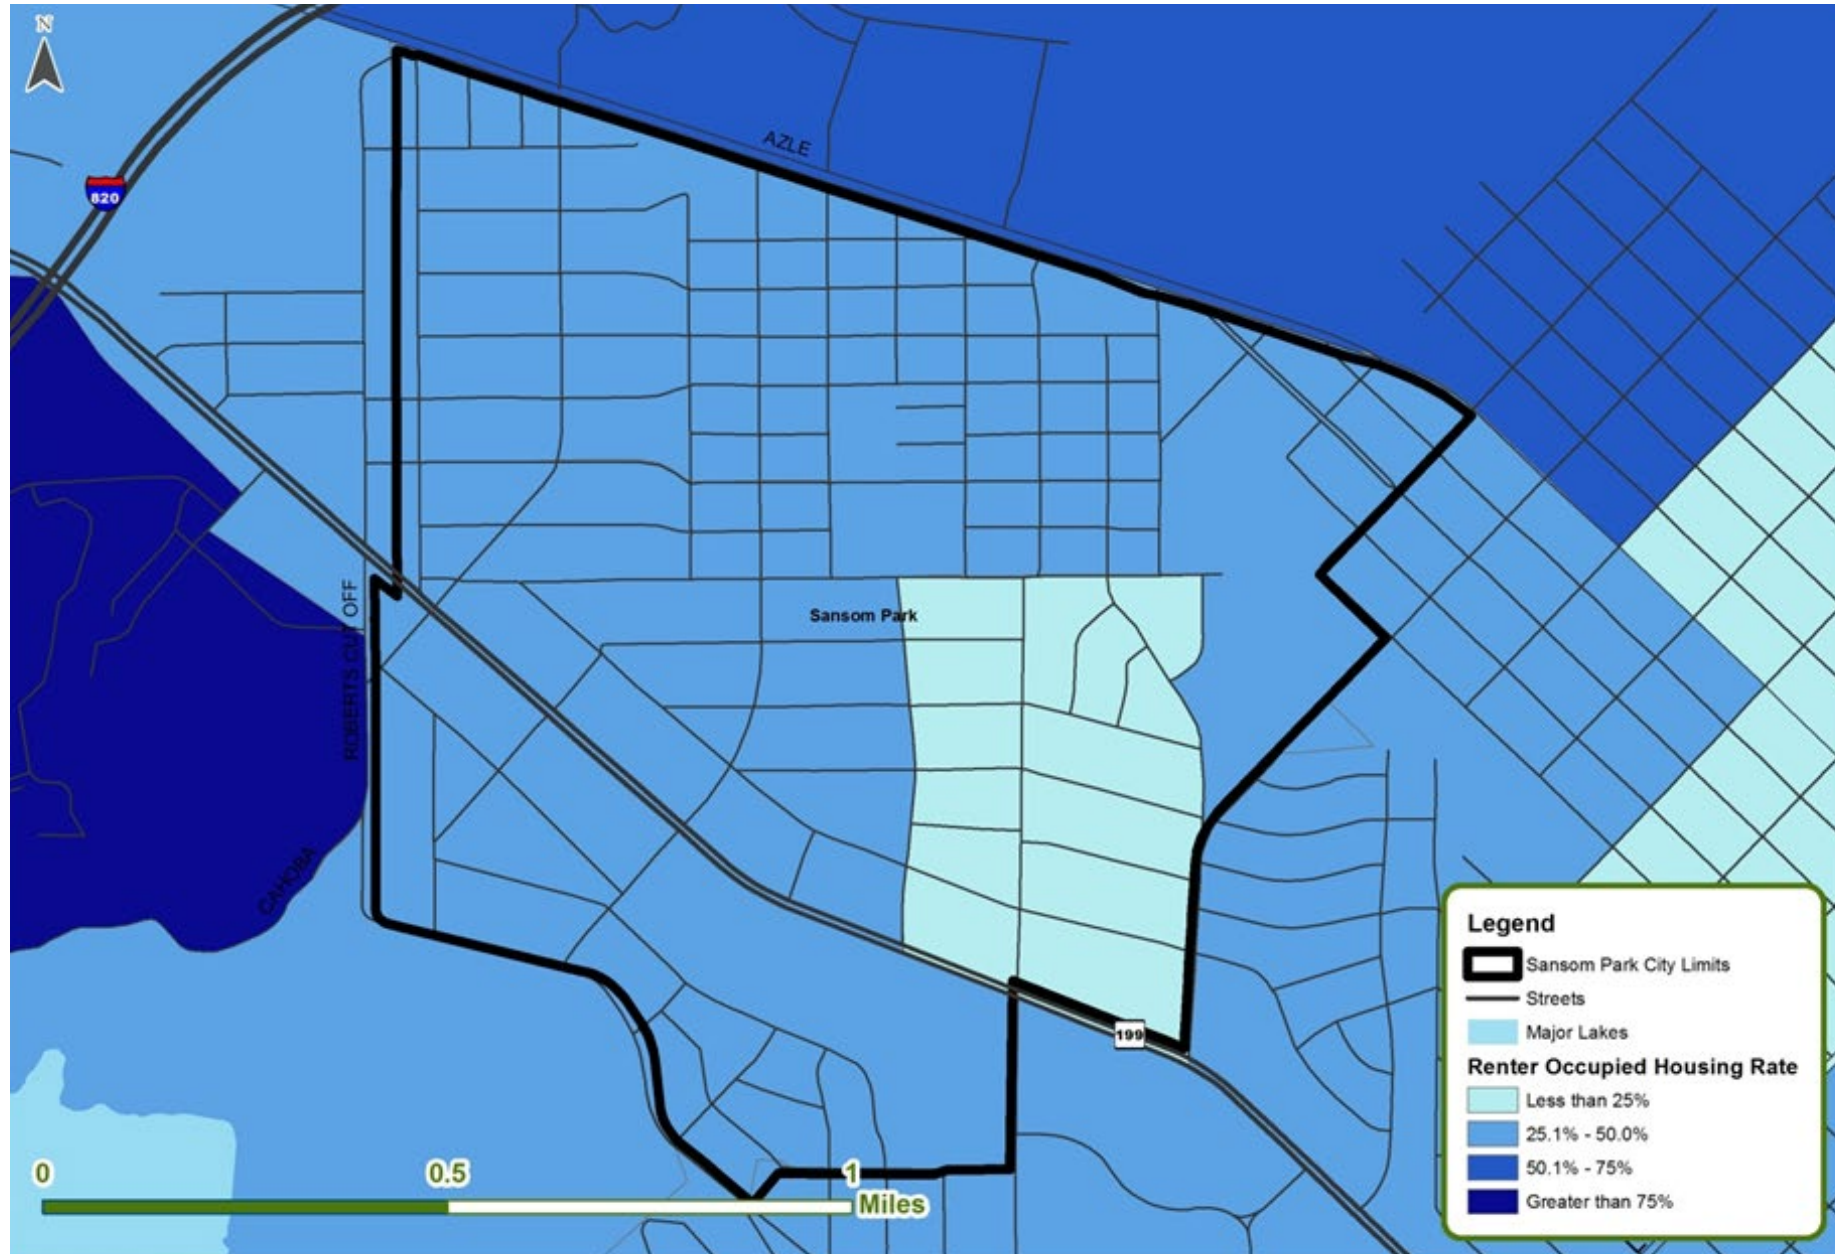 N
AZLE
820
Sansom Park
ROBERTS CUT OFF
CAHOBA
199
0 0.5 1
Miles
Legend
Sansom Park City Limits
Streets
Major Lakes
Renter Occupied Housing Rate
Less than 25%
25.1% - 50.0%
50.1% - 75%
Greater than 75%